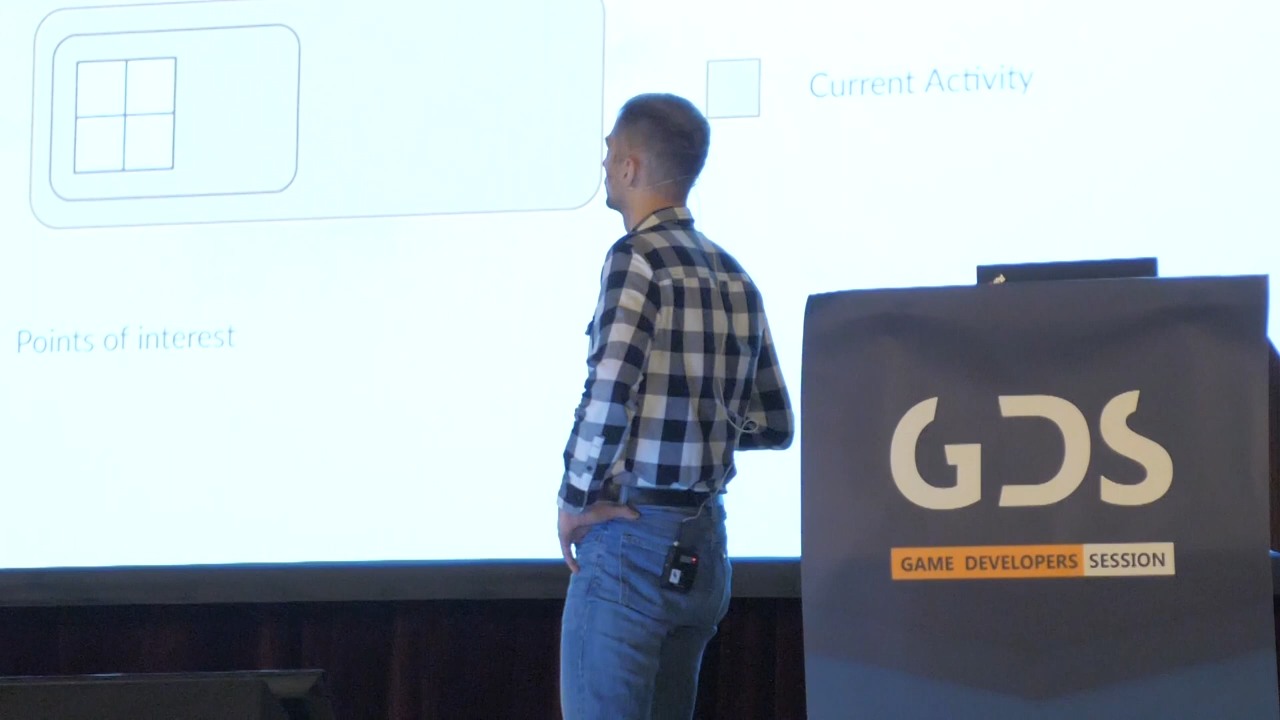 Current Activity
Points of interest
GDS
GAME DEVELOPERS SESSION